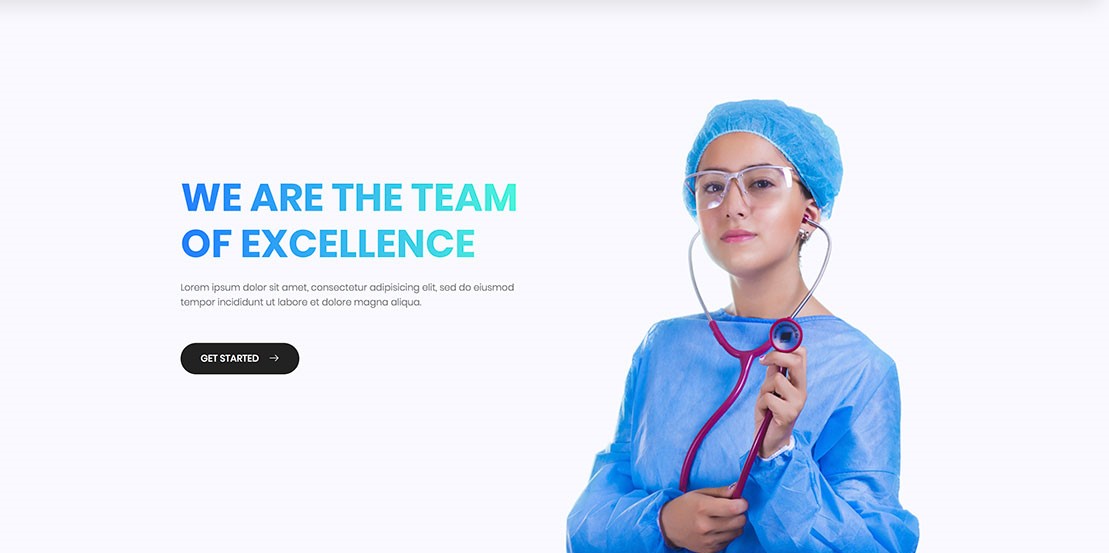 WE ARE THE TEAM
OF EXCELLENCE
Lorem ipsum dolor sit amet, consectetur adipisicing elit, sed do eiusmod
tempor incididunt ut labore et dolore magna aliqua.
GET STARTED →